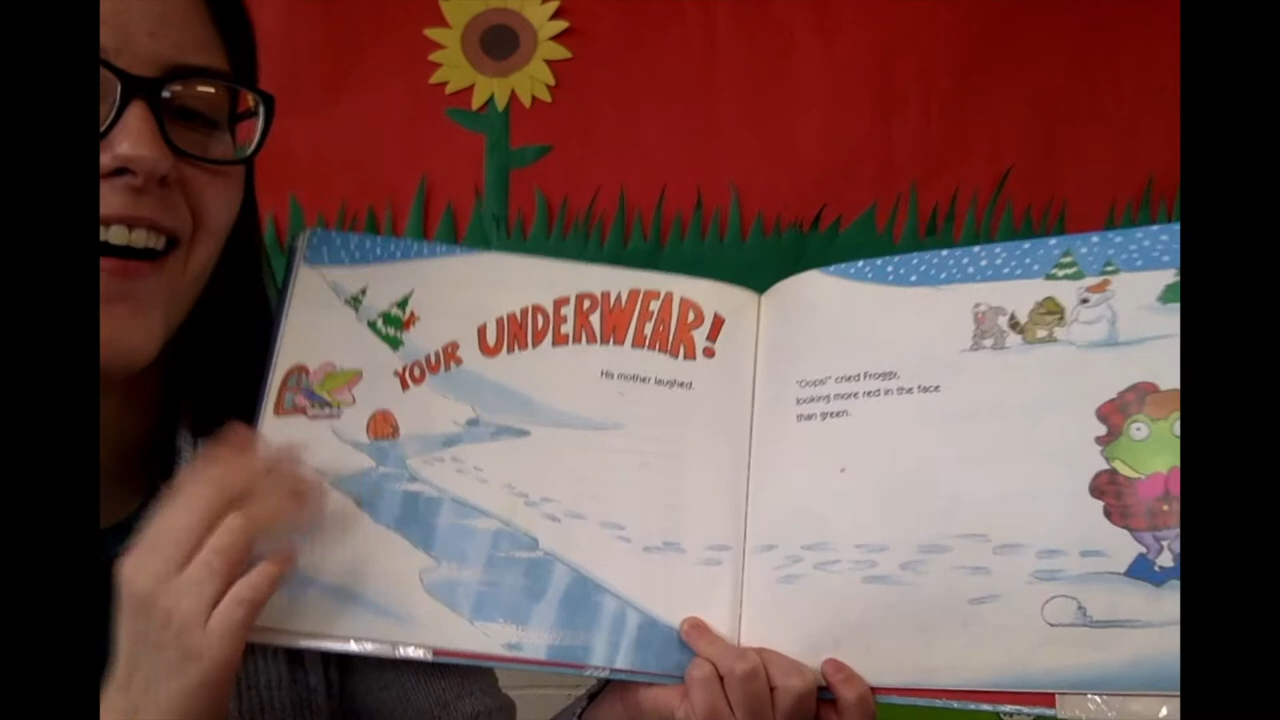 YOUR UNDERWEAR!
His mother laughed.
"Oops!" cried Froggy,
looking more red in the face
than green.